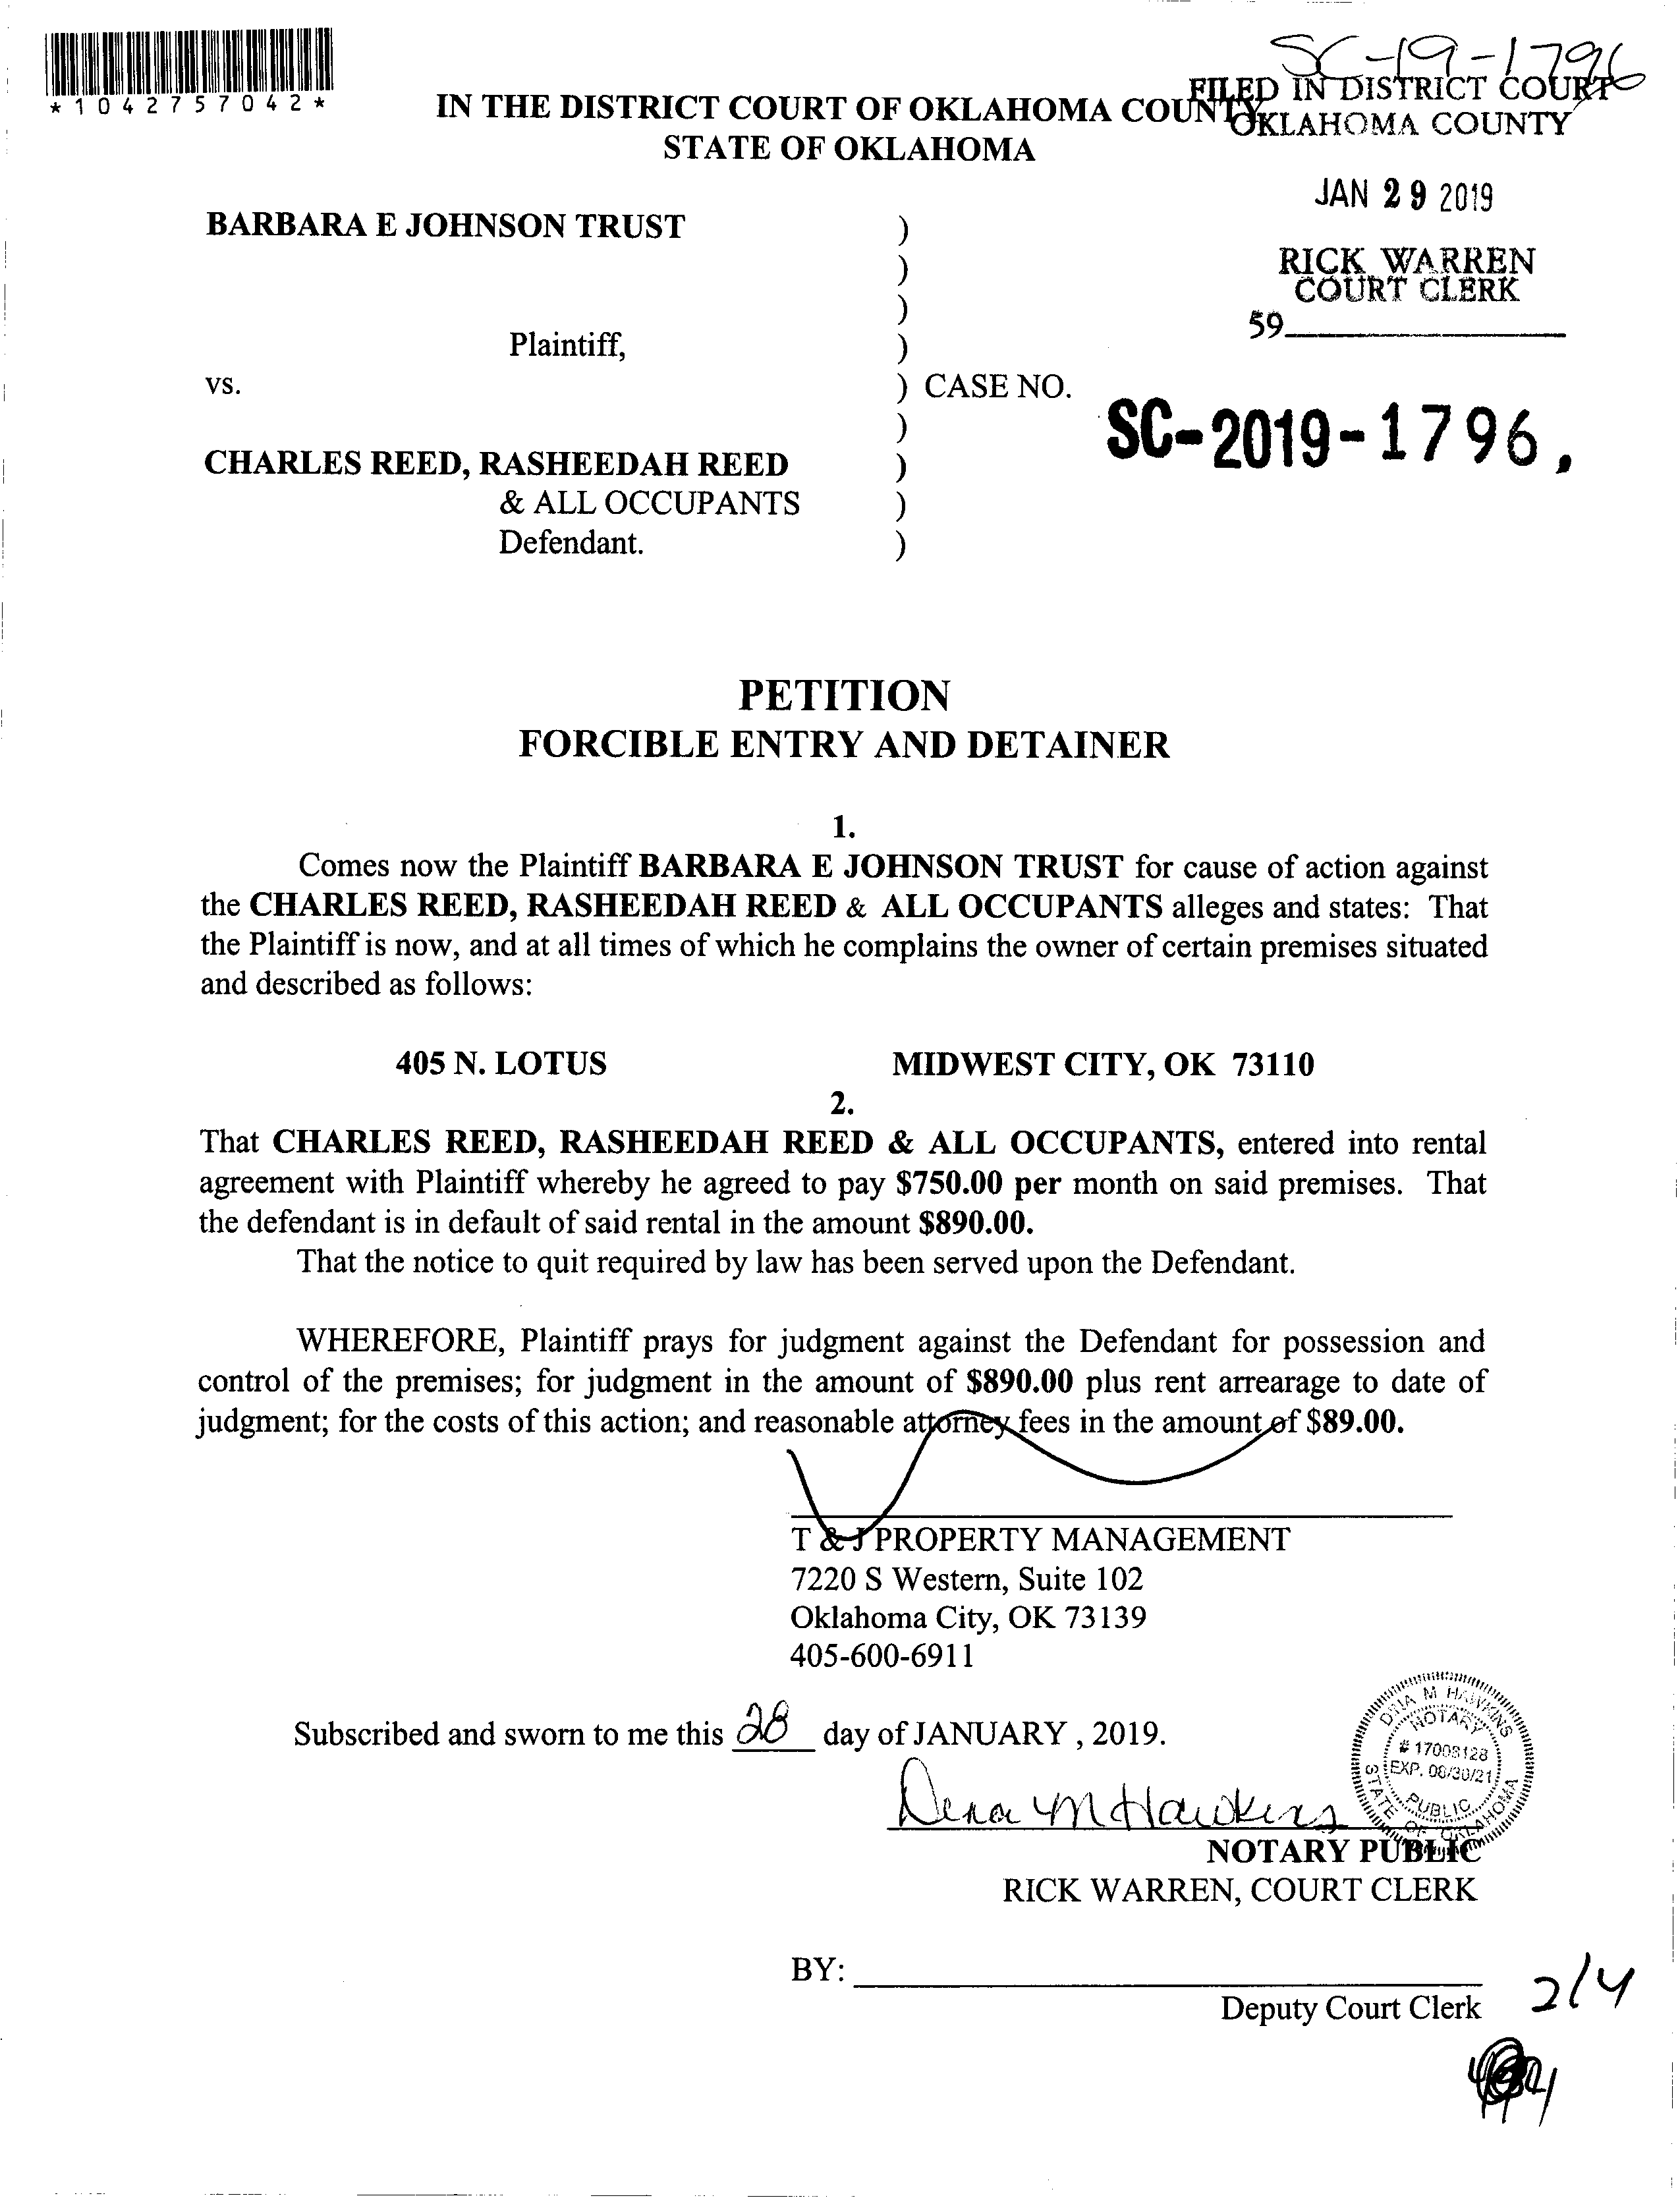 SC-19-1796
*1042757042*
FILED IN DISTRICT COURT
OKLAHOMA COUNTY
IN THE DISTRICT COURT OF OKLAHOMA COUNTY
STATE OF OKLAHOMA
JAN 29 2019
RICK WARREN
COURT CLERK
59
BARBARA E JOHNSON TRUST )
)
)
Plaintiff, )
vs. ) CASE NO.
SC-2019-1796,
)
CHARLES REED, RASHEEDAH REED )
& ALL OCCUPANTS )
Defendant. )
PETITION
FORCIBLE ENTRY AND DETAINER
1.
Comes now the Plaintiff BARBARA E JOHNSON TRUST for cause of action against
the CHARLES REED, RASHEEDAH REED & ALL OCCUPANTS alleges and states: That
the Plaintiff is now, and at all times of which he complains the owner of certain premises situated
and described as follows:
405 N. LOTUS MIDWEST CITY, OK 73110
2.
That CHARLES REED, RASHEEDAH REED & ALL OCCUPANTS, entered into rental
agreement with Plaintiff whereby he agreed to pay $750.00 per month on said premises. That
the defendant is in default of said rental in the amount $890.00.
That the notice to quit required by law has been served upon the Defendant.
WHEREFORE, Plaintiff prays for judgment against the Defendant for possession and
control of the premises; for judgment in the amount of $890.00 plus rent arrearage to date of
judgment; for the costs of this action; and reasonable attorney fees in the amount of $89.00.
T & J PROPERTY MANAGEMENT
7220 S Western, Suite 102
Oklahoma City, OK 73139
405-600-6911
Subscribed and sworn to me this 28 day of JANUARY , 2019.
M HAWKINS
NOTARY
# 17008128
EXP. 08/30/21
PUBLIC
STATE OF OKLAHOMA
Dena M Hawkins
NOTARY PUBLIC
RICK WARREN, COURT CLERK
BY:
Deputy Court Clerk
2/4